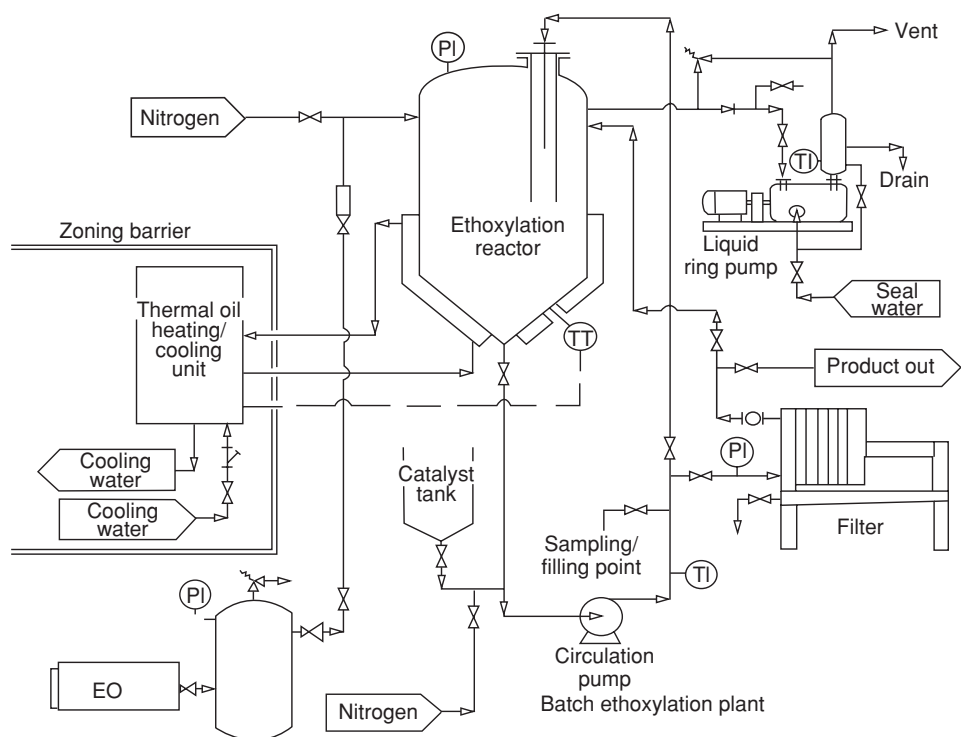 Vent
PI
Nitrogen
TI
Drain
Zoning barrier
Ethoxylation
reactor
Liquid
ring pump
Thermal oil
heating/
cooling
unit
Seal
water
TT
Product out
Cooling
water
Catalyst
tank
PI
Cooling
water
Sampling/
filling point
Filter
TI
PI
EO
Circulation
pump
Nitrogen
Batch ethoxylation plant